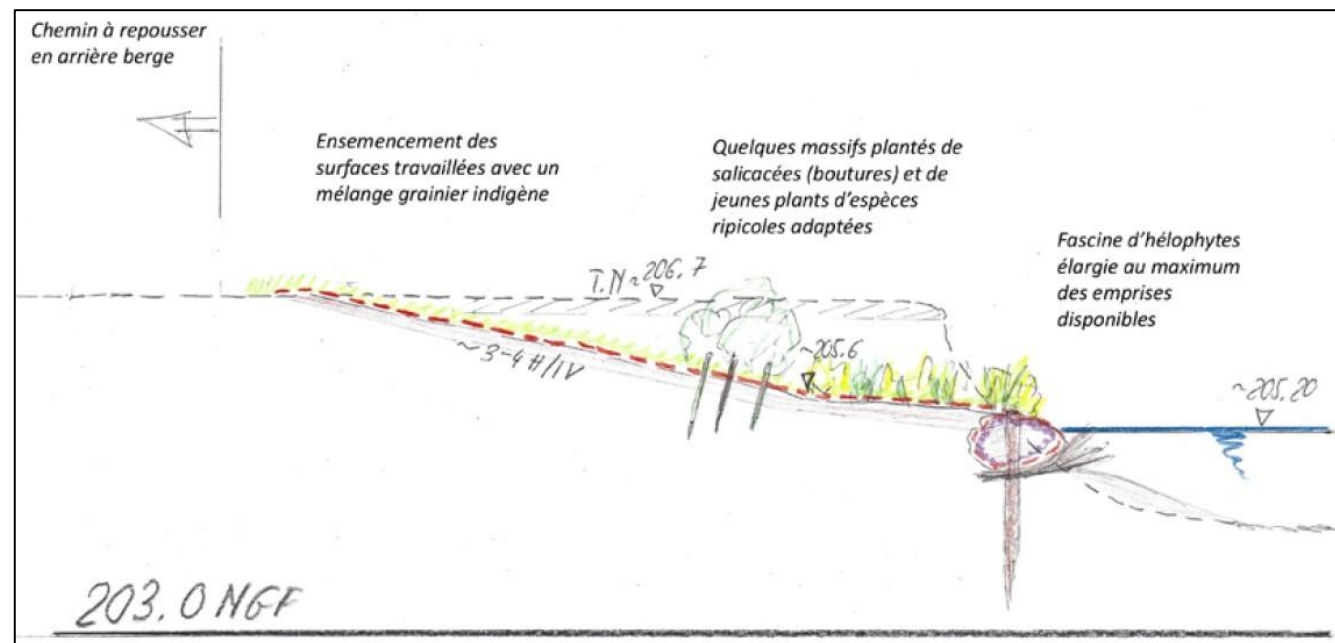 Chemin à repousser
en arrière berge
Ensemencement des
surfaces travaillées avec un
mélange grainier indigène
Quelques massifs plantés de
salicacées (boutures) et de
jeunes plants d'espèces
ripicoles adaptées
Fascine d'hélophytes
élargie au maximum
des emprises
disponibles
T.N ~206.7
~3-4H/1V
~205.6
~205.20
203.0 NGF